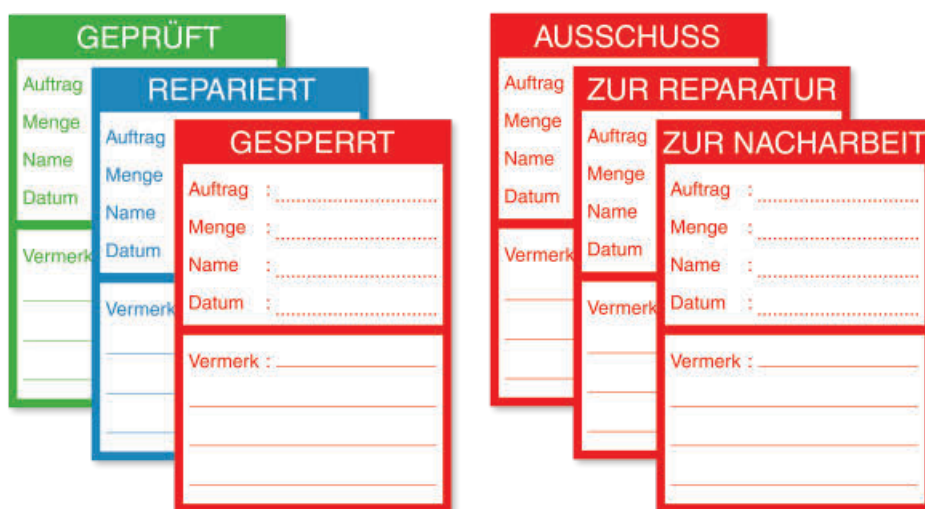 GEPRÜFT
Auftrag
Menge
Name
Datum
Vermerk
REPARIERT
Auftrag
Menge
Name
Datum
Vermerk
GESPERRT
Auftrag :
Menge :
Name :
Datum :
Vermerk :
AUSSCHUSS
Auftrag
Menge
Name
Datum
Vermerk
ZUR REPARATUR
Auftrag
Menge
Name
Datum
Vermerk
ZUR NACHARBEIT
Auftrag :
Menge :
Name :
Datum :
Vermerk :